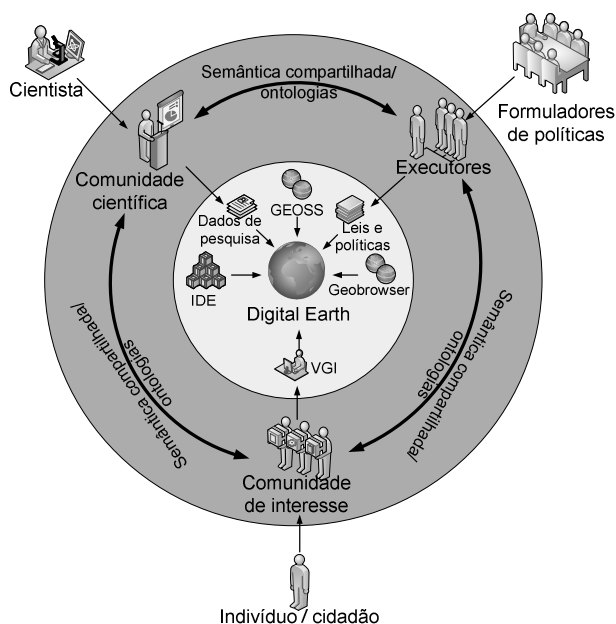 Cientista
Semântica compartilhada/
ontologias
Formuladores
de políticas
Comunidade
científica
Executores
Dados de
pesquisa
GEOSS
Leis e
políticas
IDE
Geobrowser
Digital Earth
VGI
Semântica compartilhada/
ontologias
Semântica compartilhada/
ontologias
Comunidade
de interesse
Indivíduo / cidadão